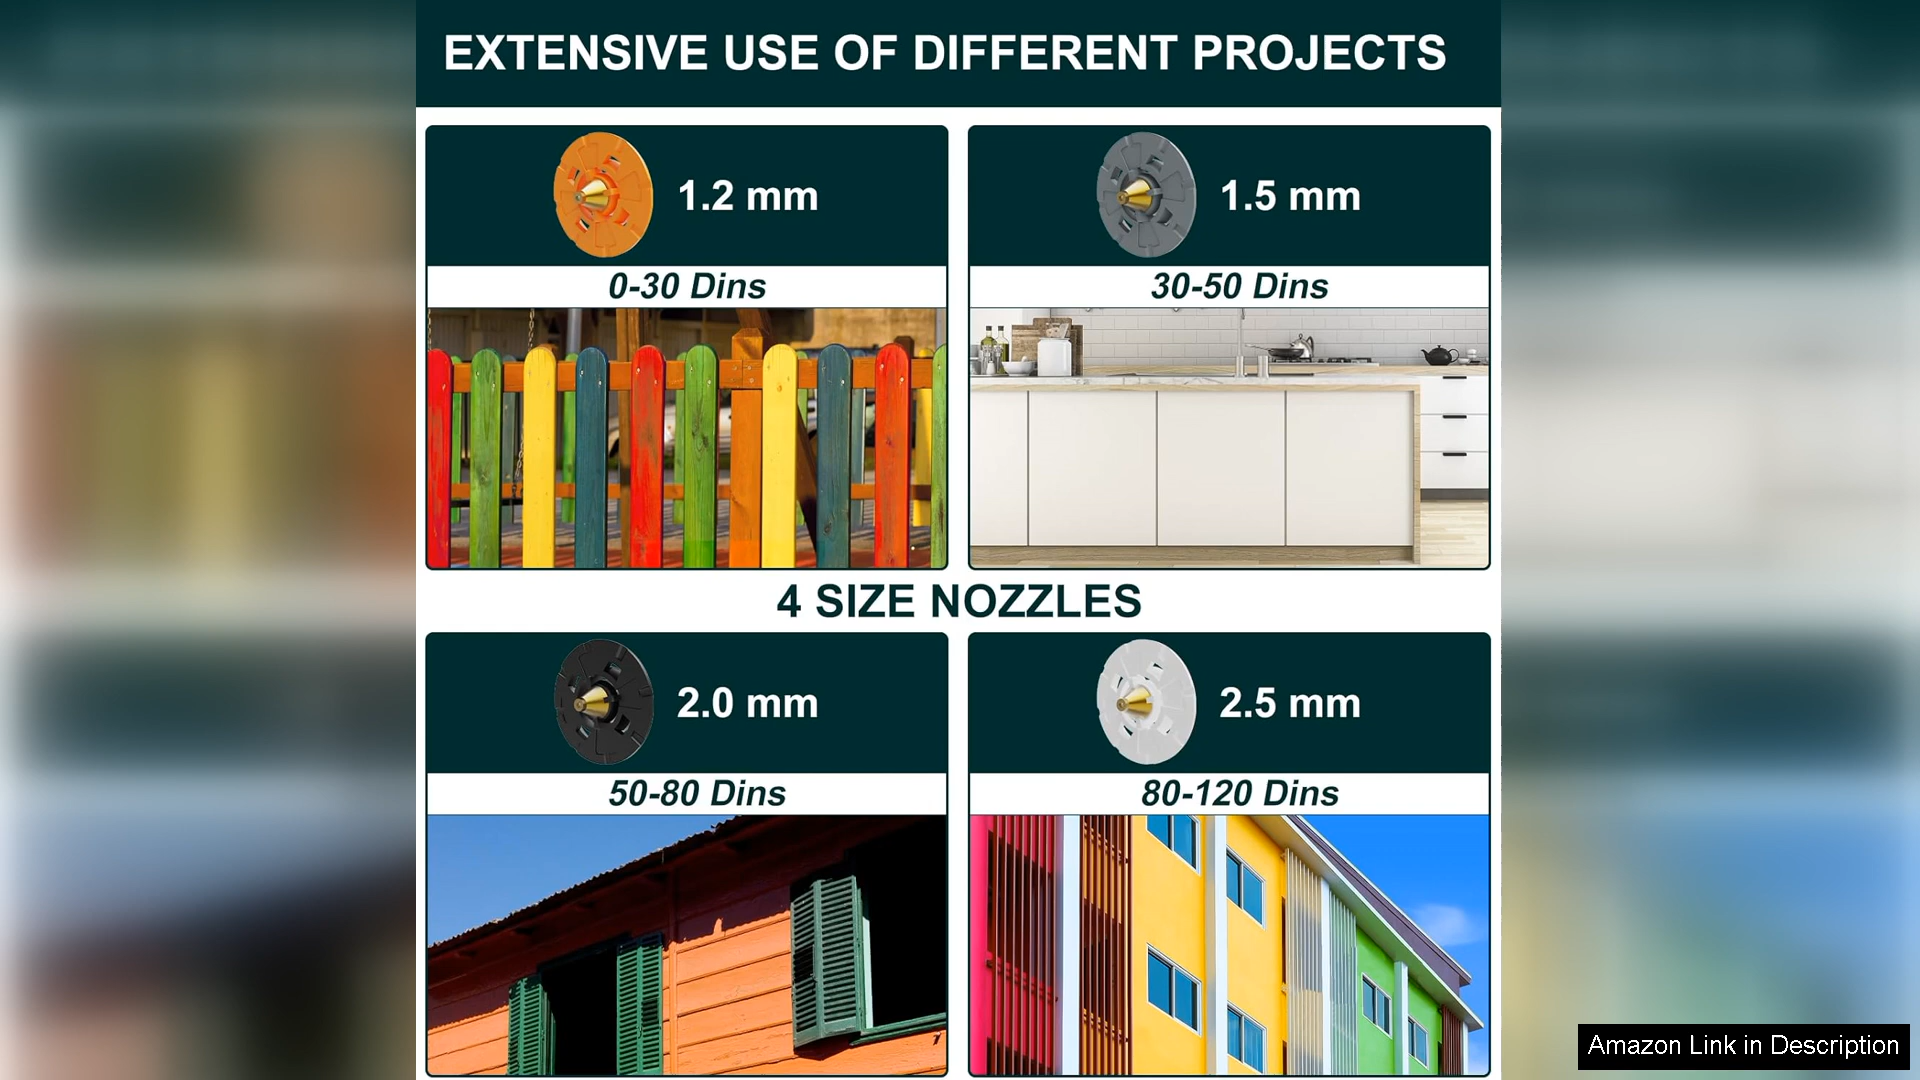 EXTENSIVE USE OF DIFFERENT PROJECTS
1.2 mm
0-30 Dins
1.5 mm
30-50 Dins
4 SIZE NOZZLES
2.0 mm
50-80 Dins
2.5 mm
80-120 Dins
Amazon Link in Description